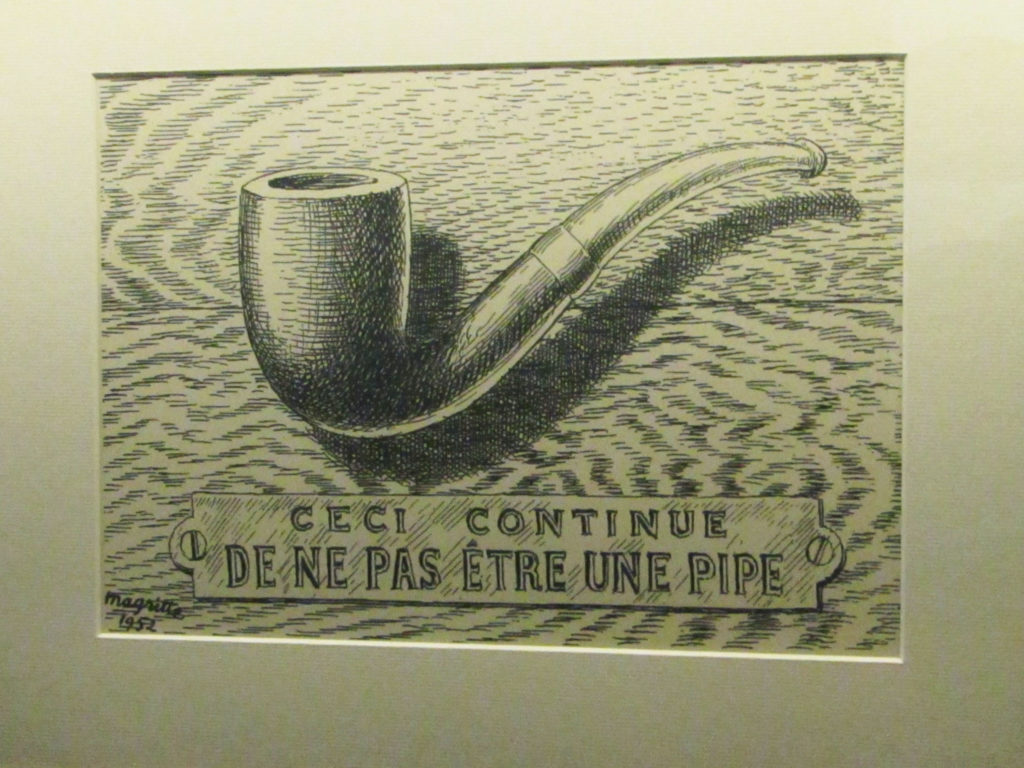 CECI CONTINUE
DE NE PAS ÊTRE UNE PIPE
Magritte
1952